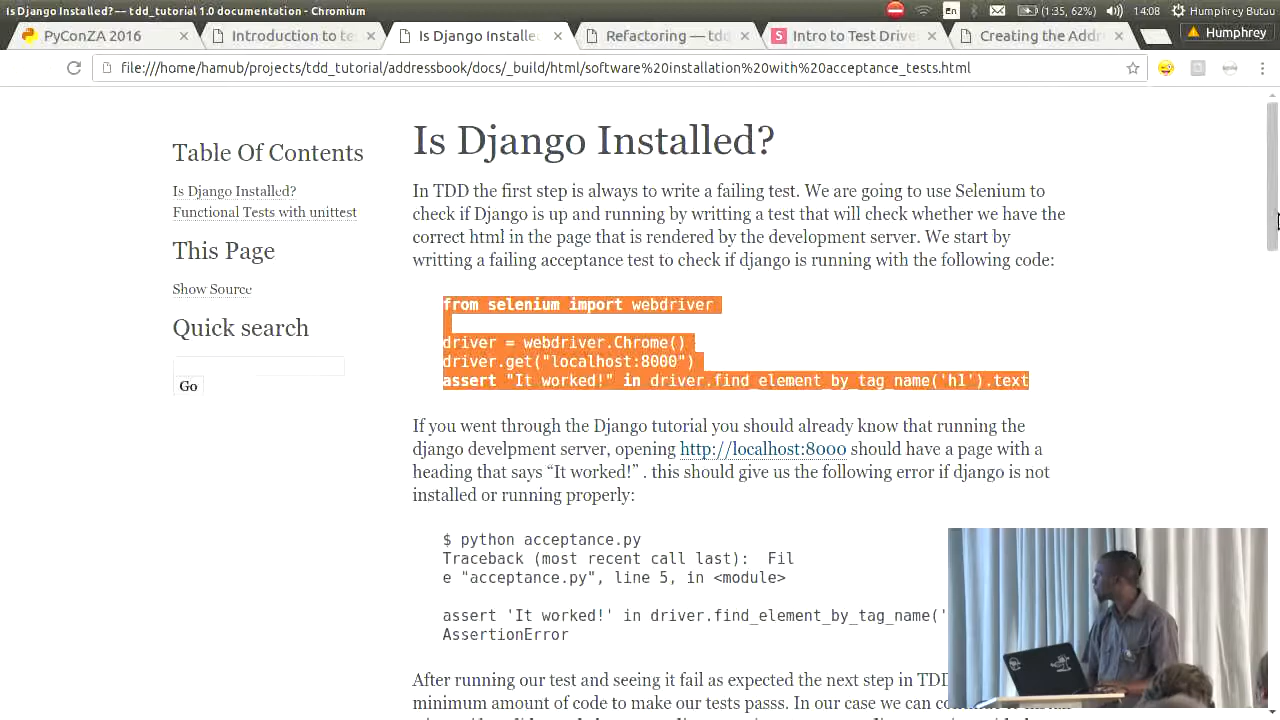 Is Django Installed? — tdd_tutorial 1.0 documentation - Chromium
En
(1:35, 62%)
14:08
Humphrey Butau
PyConZA 2016
Introduction to te
Is Django Installe
Refactoring — tdd
Intro to Test Drive
Creating the Addr
Humphrey
file:///home/hamub/projects/tdd_tutorial/addressbook/docs/_build/html/software%20installation%20with%20acceptance_tests.html
Table Of Contents
Is Django Installed?
Functional Tests with unittest
This Page
Show Source
Quick search
Go
Is Django Installed?
In TDD the first step is always to write a failing test. We are going to use Selenium to
check if Django is up and running by writting a test that will check whether we have the
correct html in the page that is rendered by the development server. We start by
writting a failing acceptance test to check if django is running with the following code:
from selenium import webdriver
driver = webdriver.Chrome()
driver.get("localhost:8000")
assert "It worked!" in driver.find_element_by_tag_name('h1').text
If you went through the Django tutorial you should already know that running the
django develpment server, opening http://localhost:8000 should have a page with a
heading that says “It worked!” . this should give us the following error if django is not
installed or running properly:
$ python acceptance.py
Traceback (most recent call last):  Fil
e "acceptance.py", line 5, in <module>
assert 'It worked!' in driver.find_element_by_tag_name('
AssertionError
After running our test and seeing it fail as expected the next step in TDD
minimum amount of code to make our tests passs. In our case we can